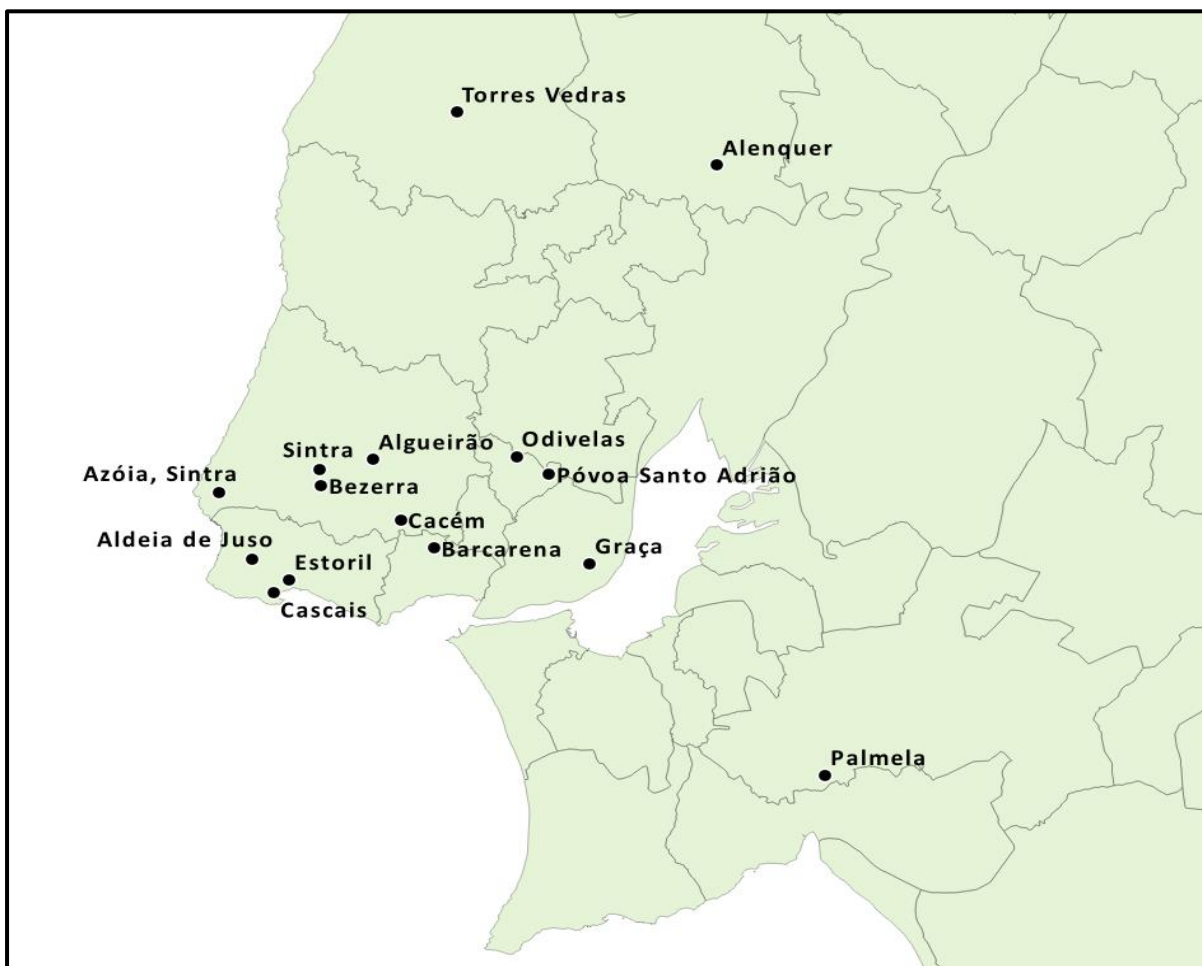 Torres Vedras
Alenquer
Odivelas
Algueirão
Sintra
Azóia, Sintra
Póvoa Santo Adrião
Bezerra
Cacém
Aldeia de Juso
Barcarena
Graça
Estoril
Cascais
Palmela